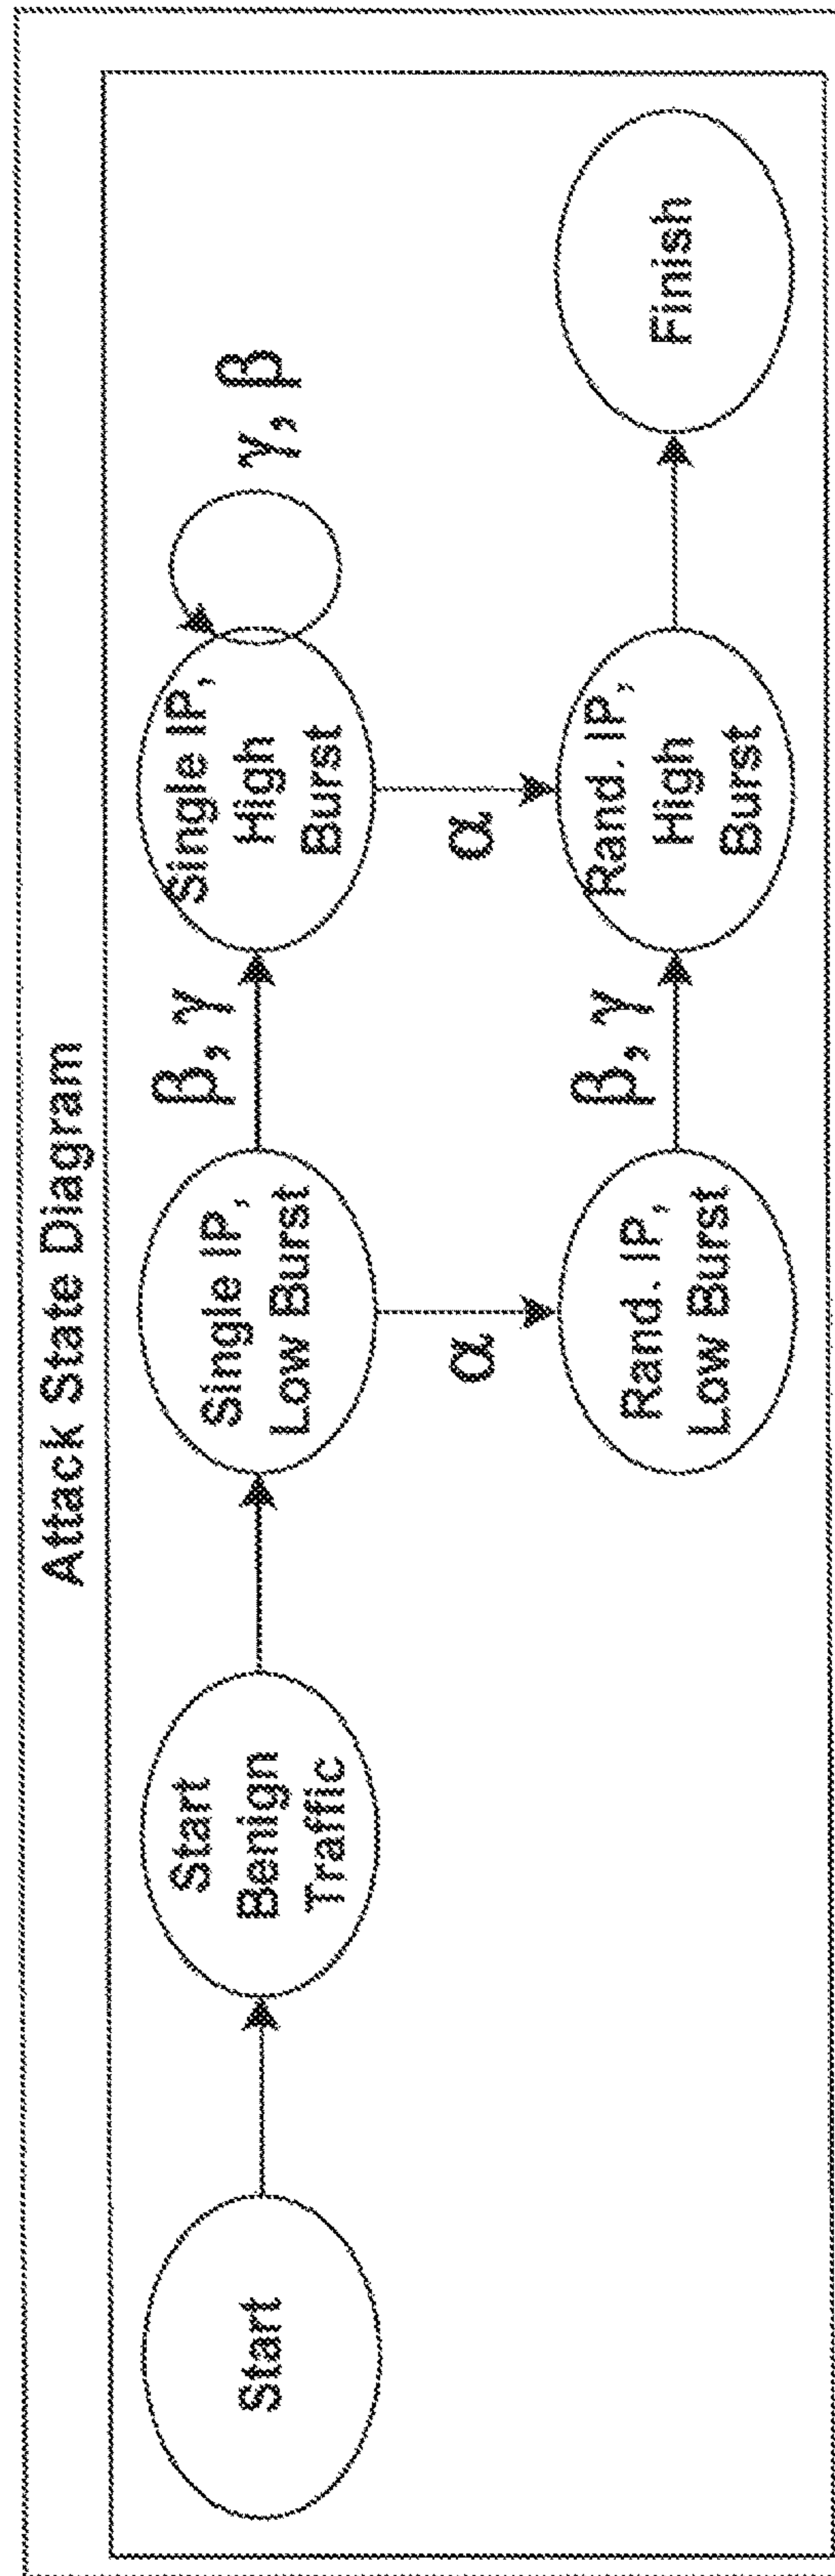 Attack State Diagram
Start
Start
Benign
Traffic
Single IP,
Low Burst
β, γ
Single IP,
High
Burst
γ, β
α
α
Rand. IP,
Low Burst
β, γ
Rand. IP,
High
Burst
Finish